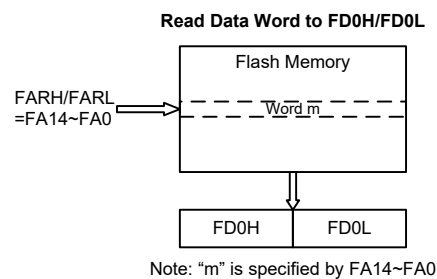 Read Data Word to FD0H/FD0L
Flash Memory
FARH/FARL
=FA14~FA0
Word m
FD0H
FD0L
Note: “m” is specified by FA14~FA0